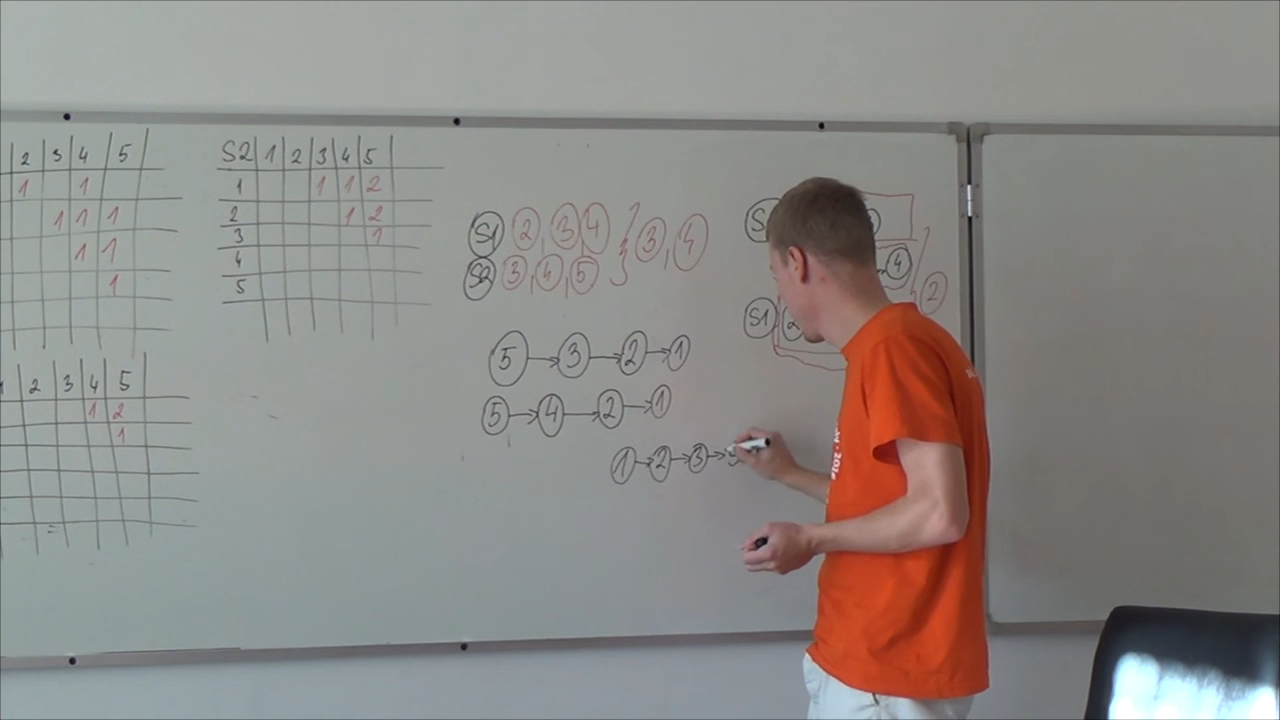 2 3 4 5
1 1
1 1 1
1 1
1
S2 1 2 3 4 5
1 1 1 2
2 1 2
3 1
4
5
2 3 4 5
1 2
1
S1 2, 3 4 } 3, 4
S2 3, 4, 5
5 → 3 → 2 → 1
5 → 4 → 2 → 1
1 → 2 → 3 →
4
2
S1 2